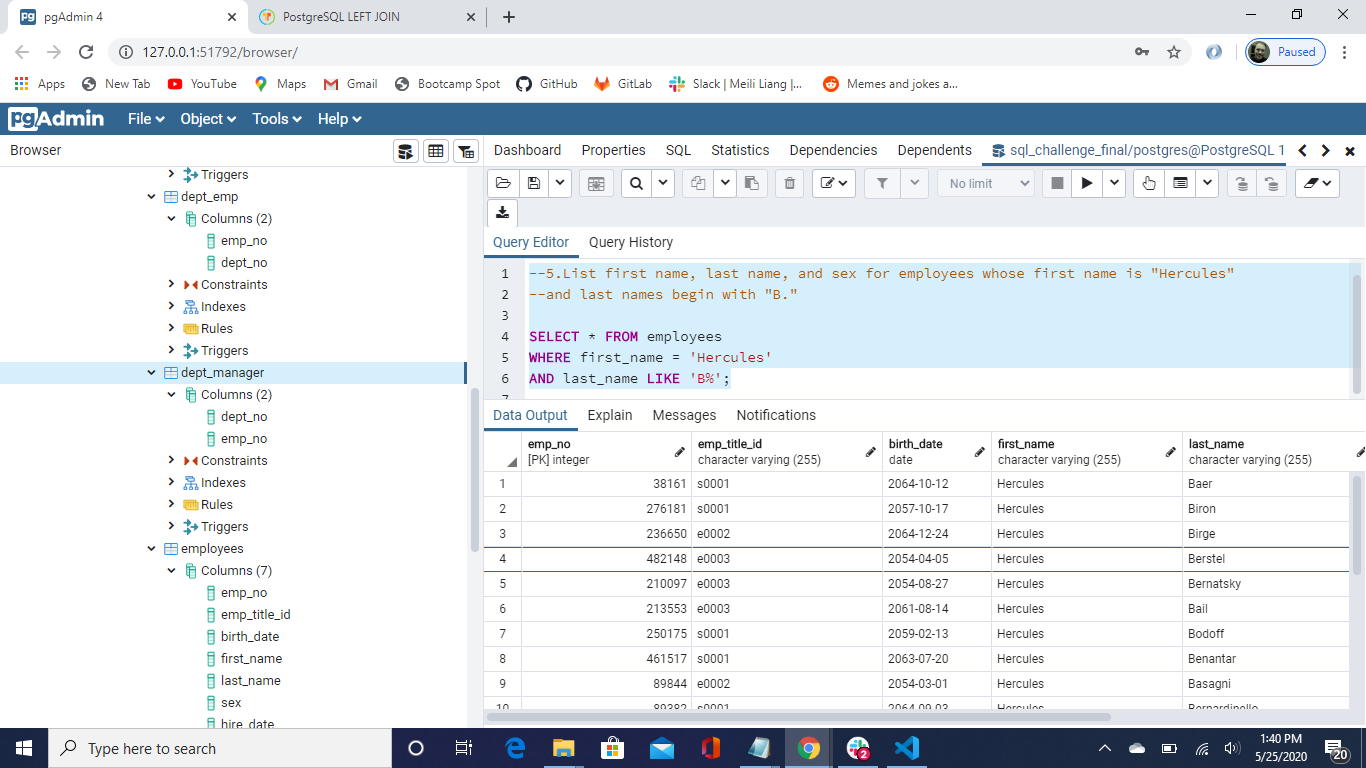 pgAdmin 4
PostgreSQL LEFT JOIN
127.0.0.1:51792/browser/
Paused
Apps
New Tab
YouTube
Maps
Gmail
Bootcamp Spot
GitHub
GitLab
Slack | Meili Liang |...
Memes and jokes a...
pgAdmin
File
Object
Tools
Help
Browser
Dashboard
Properties
SQL
Statistics
Dependencies
Dependents
sql_challenge_final/postgres@PostgreSQL 1
Triggers
dept_emp
Columns (2)
emp_no
dept_no
Constraints
Indexes
Rules
Triggers
dept_manager
Columns (2)
dept_no
emp_no
Constraints
Indexes
Rules
Triggers
employees
Columns (7)
emp_no
emp_title_id
birth_date
first_name
last_name
sex
hire_date
No limit
Query Editor
Query History
1 --5.List first name, last name, and sex for employees whose first name is "Hercules"
2 --and last names begin with "B."
3
4 SELECT * FROM employees
5 WHERE first_name = 'Hercules'
6 AND last_name LIKE 'B%';
7
Data Output
Explain
Messages
Notifications
emp_no emp_title_id birth_date first_name last_name
[PK] integer character varying (255) date character varying (255) character varying (255)
1 38161 s0001 2064-10-12 Hercules Baer
2 276181 s0001 2057-10-17 Hercules Biron
3 236650 e0002 2064-12-24 Hercules Birge
4 482148 e0003 2054-04-05 Hercules Berstel
5 210097 e0003 2054-08-27 Hercules Bernatsky
6 213553 e0003 2061-08-14 Hercules Bail
7 250175 s0001 2059-02-13 Hercules Bodoff
8 461517 s0001 2063-07-20 Hercules Benantar
9 89844 e0002 2054-03-01 Hercules Basagni
10 89382 s0001 2064-09-03 Hercules Bernardinello
Type here to search
2
1:40 PM
5/25/2020
20